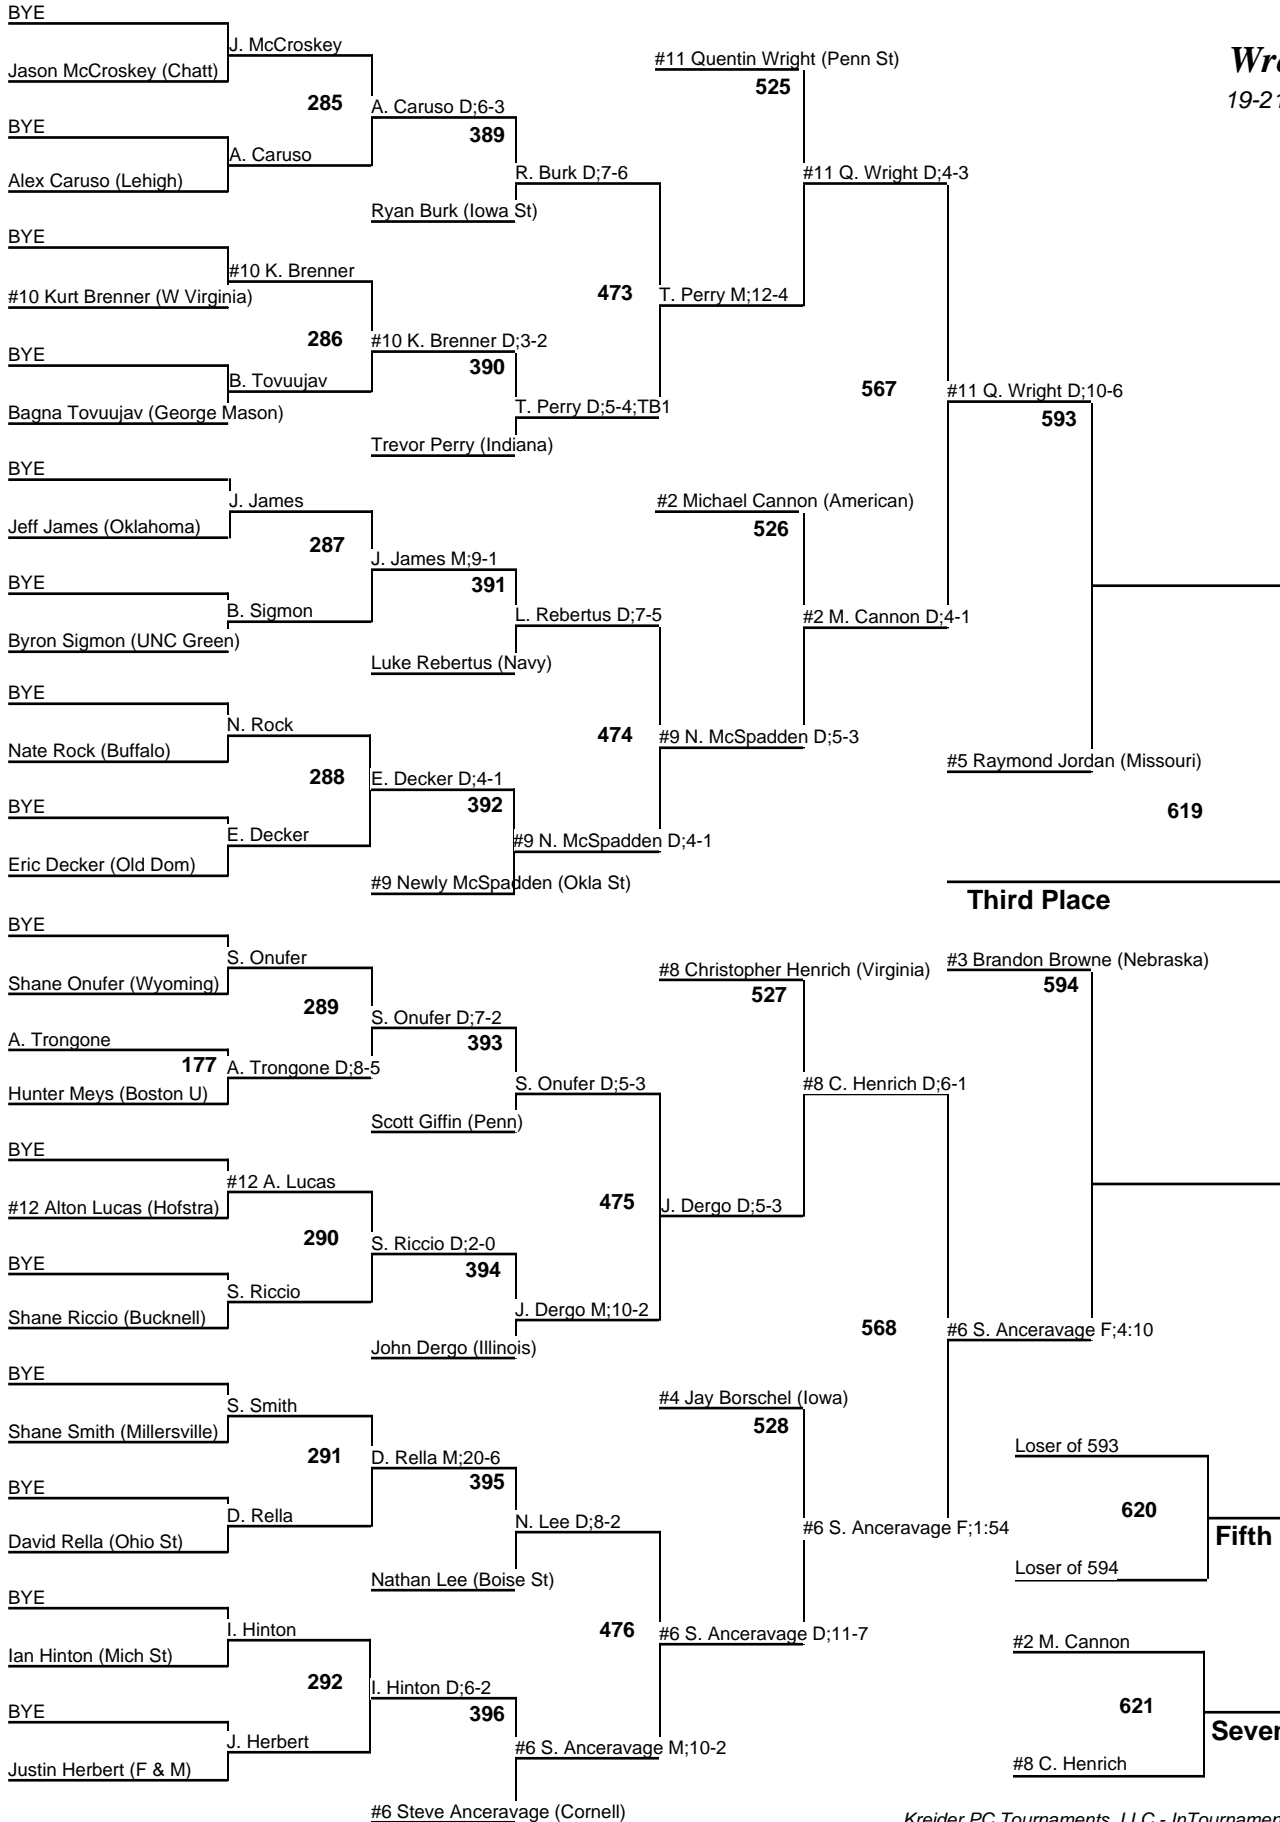 BYE
J. McCroskey
Jason McCroskey (Chatt)
#11 Quentin Wright (Penn St)
525
19-21
285
A. Caruso D;6-3
BYE
389
A. Caruso
Alex Caruso (Lehigh)
R. Burk D;7-6
#11 Q. Wright D;4-3
Ryan Burk (Iowa St)
BYE
#10 K. Brenner
#10 Kurt Brenner (W Virginia)
473
T. Perry M;12-4
286
#10 K. Brenner D;3-2
BYE
390
B. Tovuujav
567
#11 Q. Wright D;10-6
Bagna Tovuujav (George Mason)
T. Perry D;5-4;TB1
593
Trevor Perry (Indiana)
BYE
J. James
#2 Michael Cannon (American)
Jeff James (Oklahoma)
526
287
J. James M;9-1
BYE
391
B. Sigmon
L. Rebertus D;7-5
#2 M. Cannon D;4-1
Byron Sigmon (UNC Green)
Luke Rebertus (Navy)
BYE
N. Rock
Nate Rock (Buffalo)
474
#9 N. McSpadden D;5-3
288
E. Decker D;4-1
#5 Raymond Jordan (Missouri)
BYE
392
619
E. Decker
#9 N. McSpadden D;4-1
Eric Decker (Old Dom)
#9 Newly McSpadden (Okla St)
Third Place
BYE
S. Onufer
#8 Christopher Henrich (Virginia)
#3 Brandon Browne (Nebraska)
Shane Onufer (Wyoming)
527
594
289
S. Onufer D;7-2
A. Trongone
393
177
A. Trongone D;8-5
Hunter Meys (Boston U)
S. Onufer D;5-3
#8 C. Henrich D;6-1
Scott Giffin (Penn)
BYE
#12 A. Lucas
#12 Alton Lucas (Hofstra)
475
J. Dergo D;5-3
290
S. Riccio D;2-0
BYE
394
S. Riccio
Shane Riccio (Bucknell)
J. Dergo M;10-2
568
#6 S. Anceravage F;4:10
John Dergo (Illinois)
BYE
S. Smith
#4 Jay Borschel (Iowa)
Shane Smith (Millersville)
528
291
D. Rella M;20-6
Loser of 593
BYE
395
D. Rella
620
N. Lee D;8-2
#6 S. Anceravage F;1:54
David Rella (Ohio St)
Fifth
Nathan Lee (Boise St)
Loser of 594
BYE
I. Hinton
476
#6 S. Anceravage D;11-7
Ian Hinton (Mich St)
#2 M. Cannon
292
I. Hinton D;6-2
BYE
396
621
J. Herbert
#6 S. Anceravage M;10-2
Justin Herbert (F & M)
#8 C. Henrich
#6 Steve Anceravage (Cornell)
Kreider PC Tournaments, LLC -